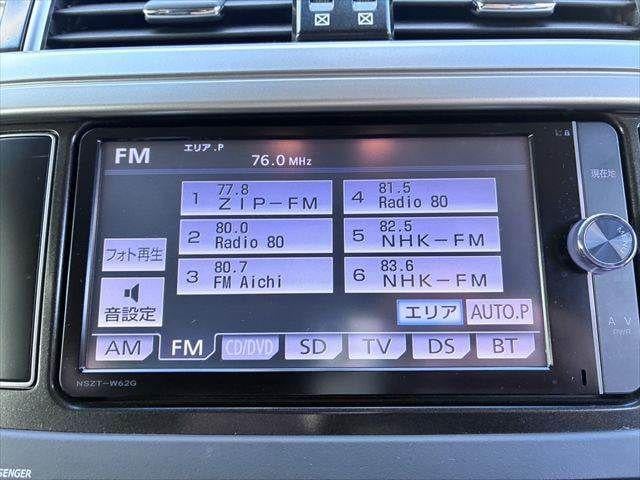 FM エリア.P
76.0 MHz
1 77.8 ZIP-FM
4 81.5 Radio 80
2 80.0 Radio 80
5 82.5 NHK-FM
3 80.7 FM Aichi
6 83.6 NHK-FM
フォト再生
音設定
エリア AUTO.P
AM FM CD/DVD SD TV DS BT
NSZT-W62G
現在地
AV
PWR
SENGER